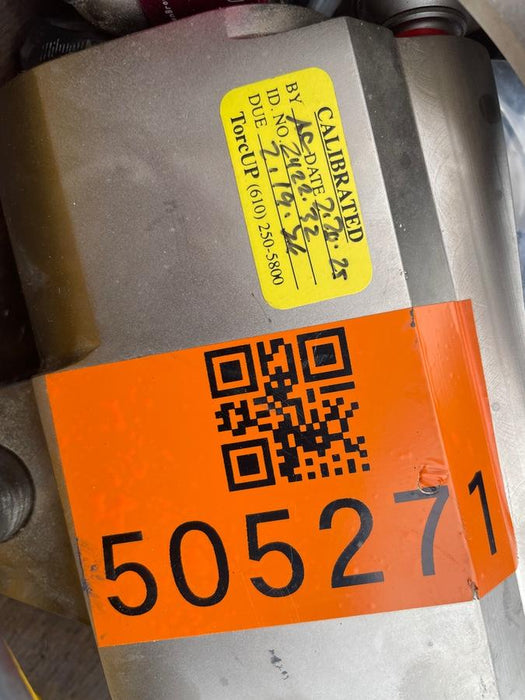 CALIBRATED
BY AC DATE 2.20.25
ID. NO. 2422.32
DUE 2.19.26
TorcUP (610) 250-5800
505271